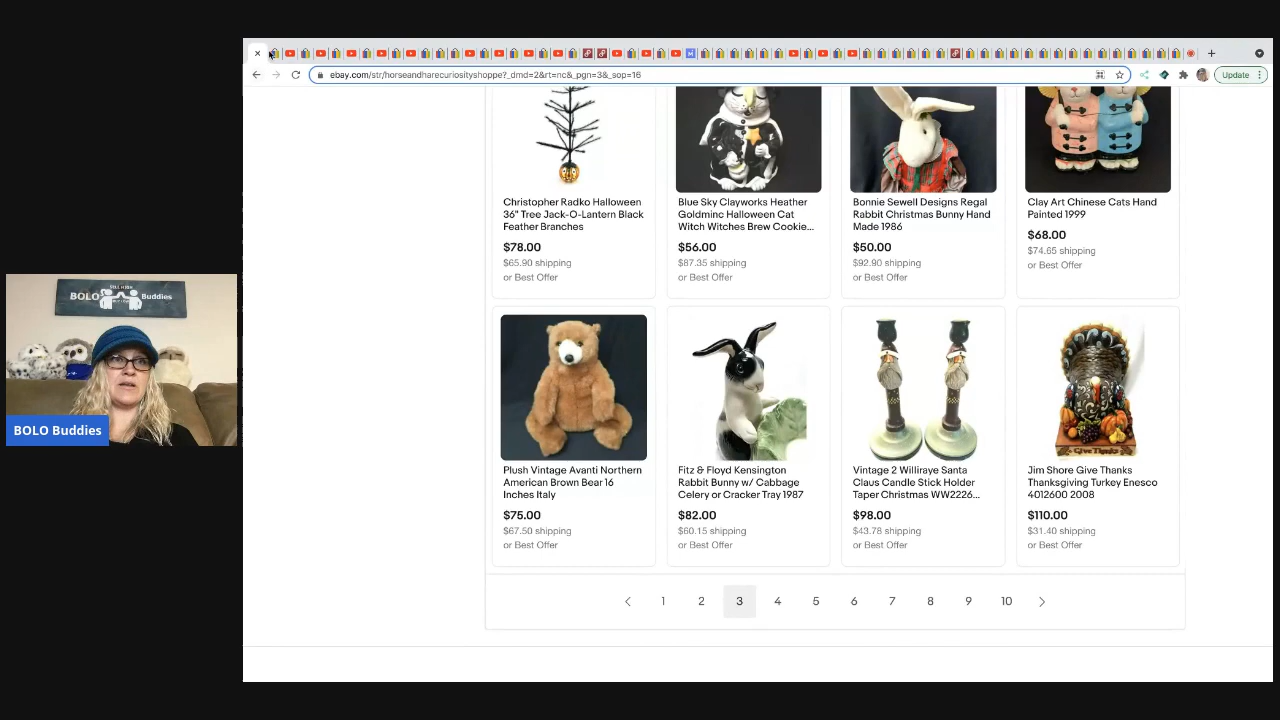 ebay.com/str/horseandharecuriosityshoppe?_dmd=2&rt=nc&_pgn=3&_sop=16
Update
Christopher Radko Halloween
36" Tree Jack-O-Lantern Black
Feather Branches
$78.00
$65.90 shipping
or Best Offer
Blue Sky Clayworks Heather
Goldminc Halloween Cat
Witch Witches Brew Cookie...
$56.00
$87.35 shipping
or Best Offer
Bonnie Sewell Designs Regal
Rabbit Christmas Bunny Hand
Made 1986
$50.00
$92.90 shipping
or Best Offer
Clay Art Chinese Cats Hand
Painted 1999
$68.00
$74.65 shipping
or Best Offer
BOLO Buddies
BOLO Buddies
Give Thanks
Plush Vintage Avanti Northern
American Brown Bear 16
Inches Italy
$75.00
$67.50 shipping
or Best Offer
Fitz & Floyd Kensington
Rabbit Bunny w/ Cabbage
Celery or Cracker Tray 1987
$82.00
$60.15 shipping
or Best Offer
Vintage 2 Williraye Santa
Claus Candle Stick Holder
Taper Christmas WW2226...
$98.00
$43.78 shipping
or Best Offer
Jim Shore Give Thanks
Thanksgiving Turkey Enesco
4012600 2008
$110.00
$31.40 shipping
or Best Offer
1 2 3 4 5 6 7 8 9 10